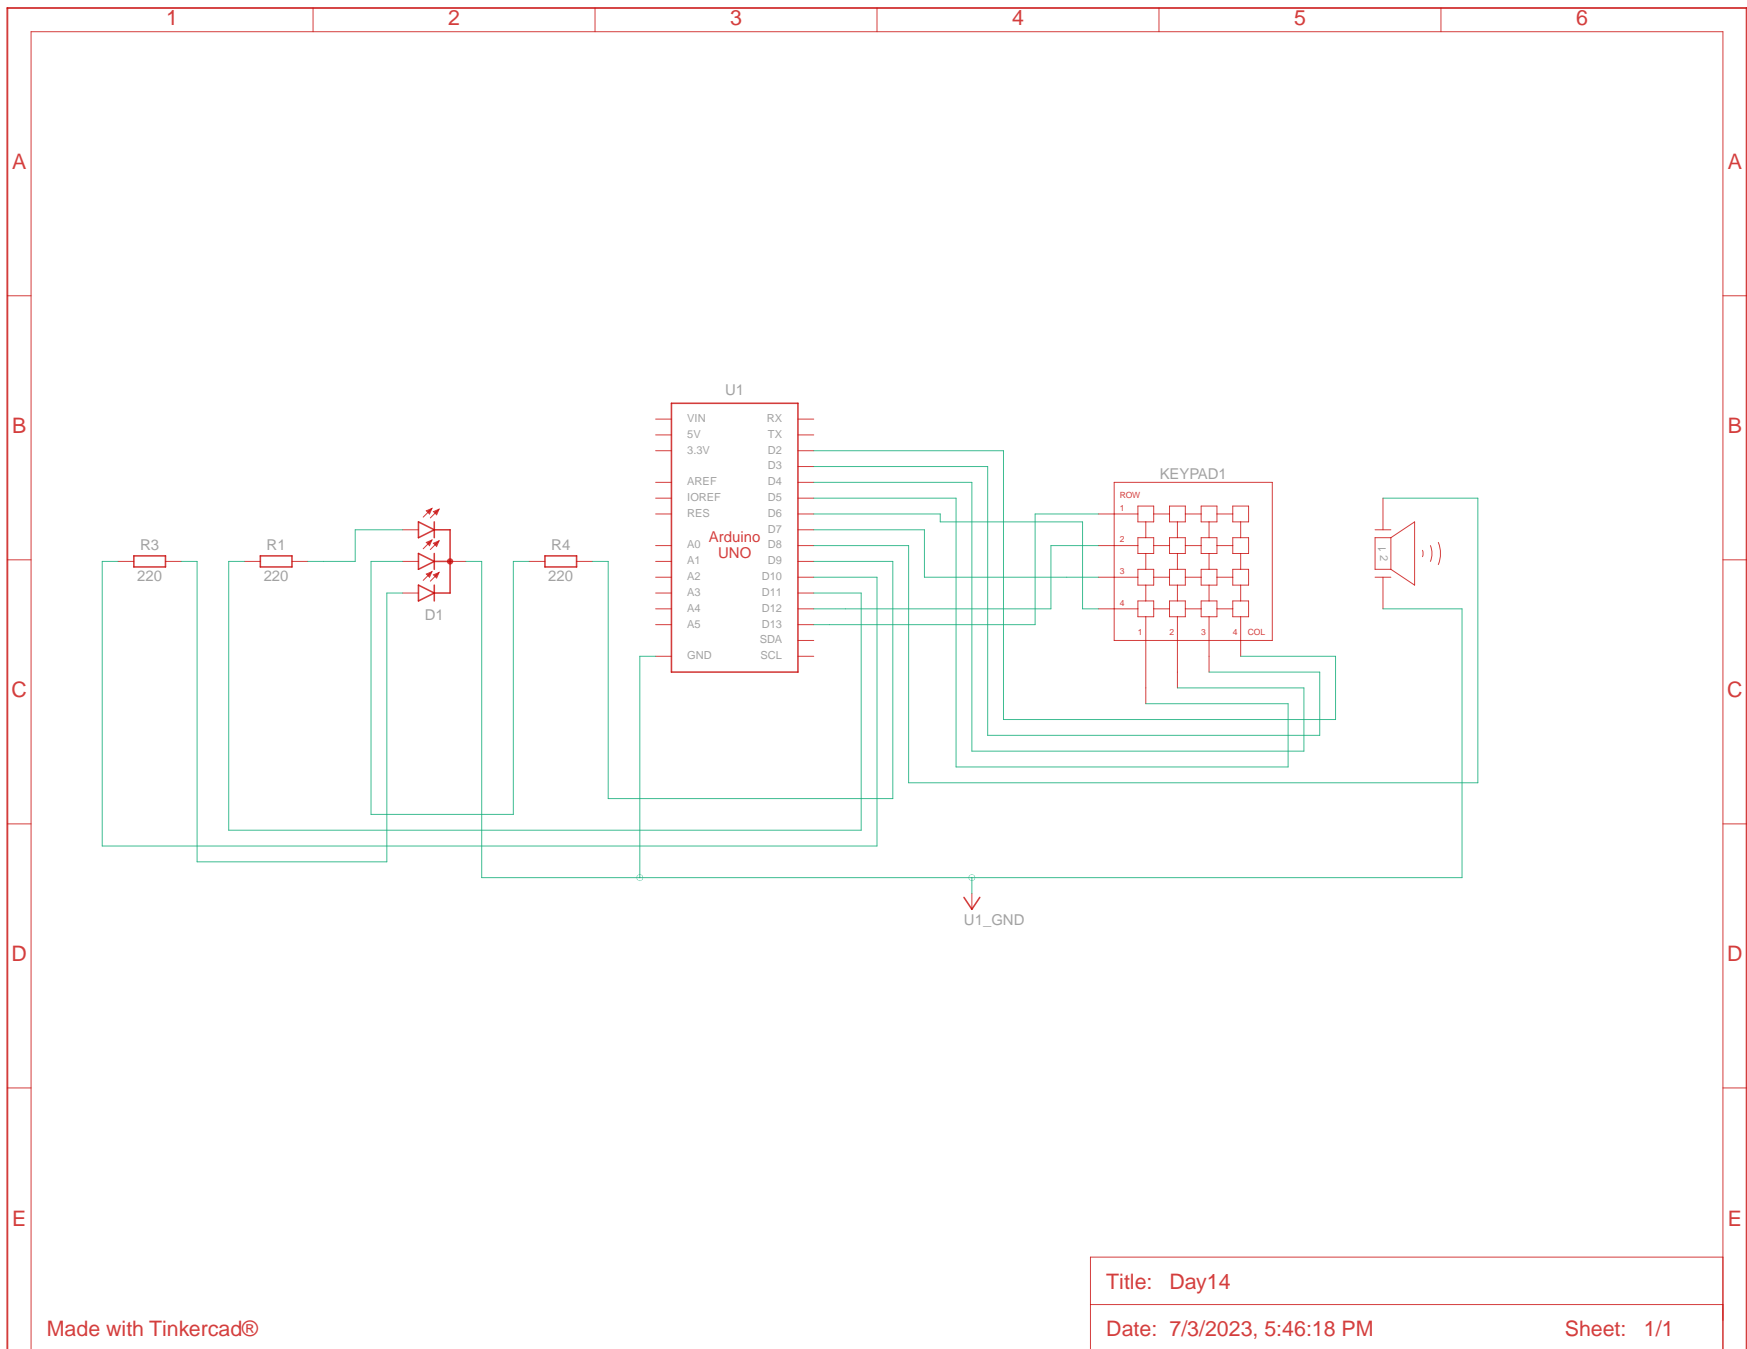 1 2 3 4 5 6
A A
B B
C C
D D
E E
U1
VIN RX
5V TX
3.3V D2
D3
AREF D4
IOREF D5
RES D6
D7
Arduino
UNO
A0 D8
A1 D9
A2 D10
A3 D11
A4 D12
A5 D13
SDA
GND SCL
R3
220
R1
220
D1
R4
220
KEYPAD1
ROW
1
2
3
4
1 2 3 4 COL
1 2
U1_GND
Title: Day14
Date: 7/3/2023, 5:46:18 PM Sheet: 1/1
Made with Tinkercad®